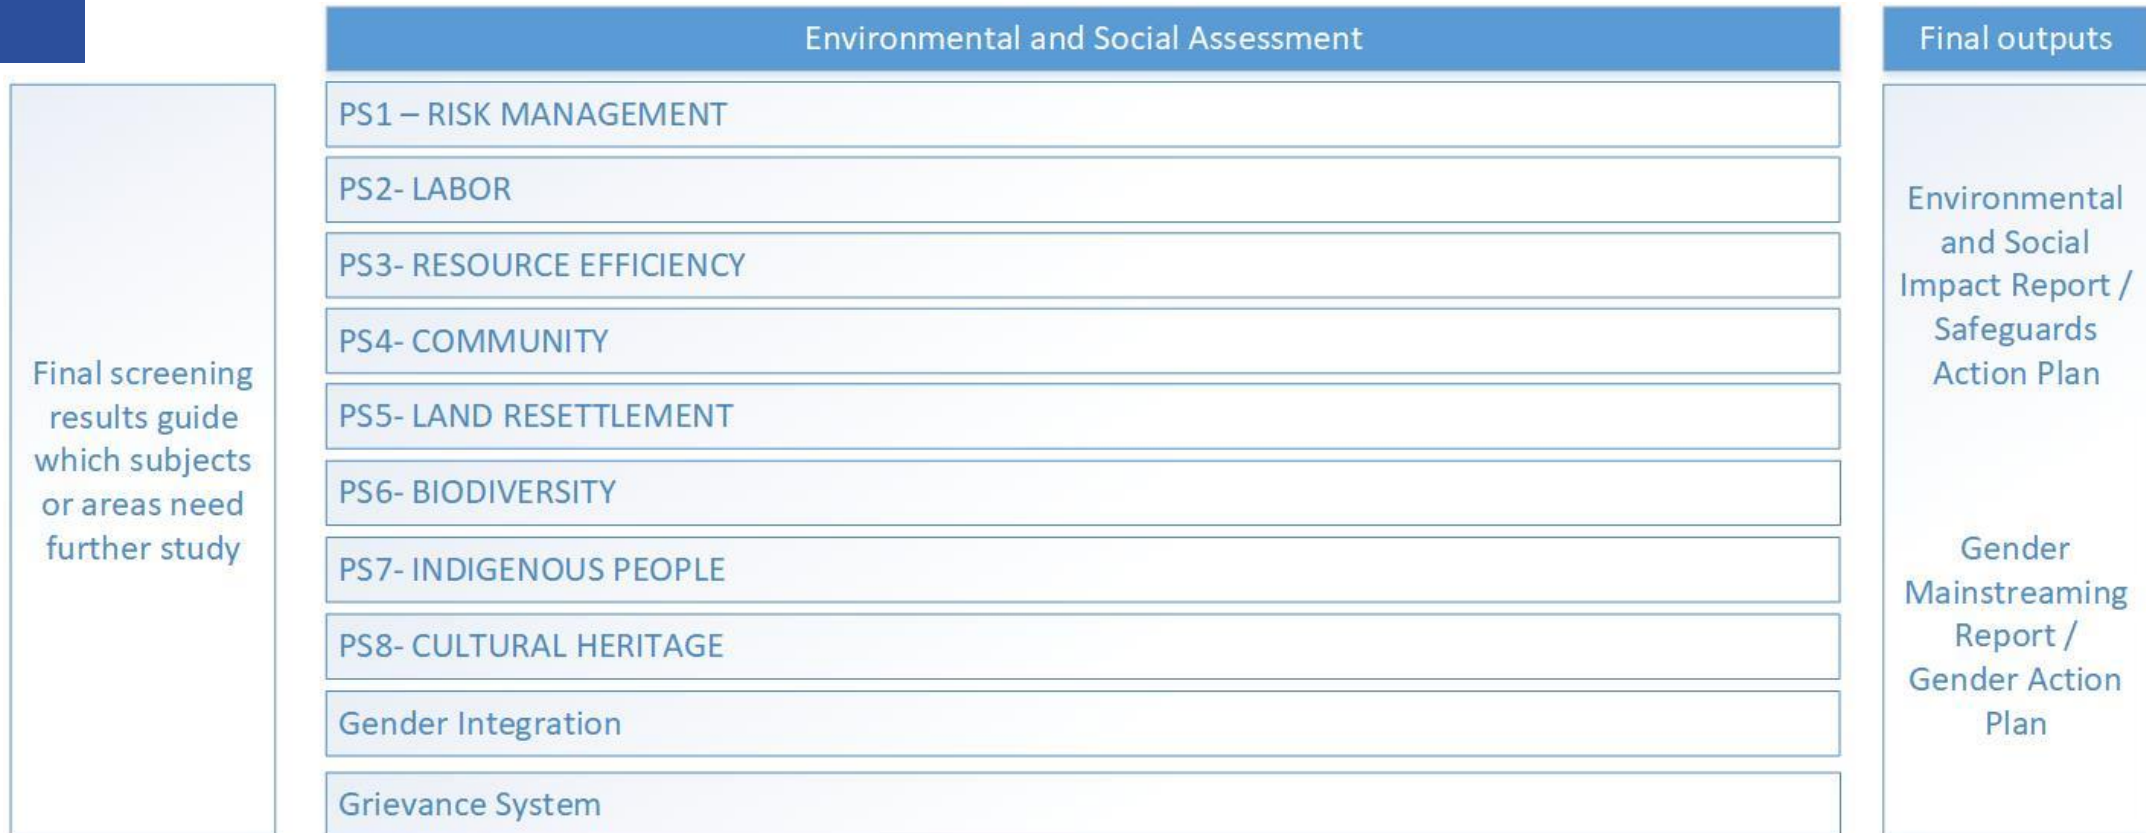 Environmental and Social Assessment
Final outputs
Final screening
results guide
which subjects
or areas need
further study
PS1 – RISK MANAGEMENT
PS2- LABOR
PS3- RESOURCE EFFICIENCY
PS4- COMMUNITY
PS5- LAND RESETTLEMENT
PS6- BIODIVERSITY
PS7- INDIGENOUS PEOPLE
PS8- CULTURAL HERITAGE
Gender Integration
Grievance System
Environmental
and Social
Impact Report /
Safeguards
Action Plan
Gender
Mainstreaming
Report /
Gender Action
Plan